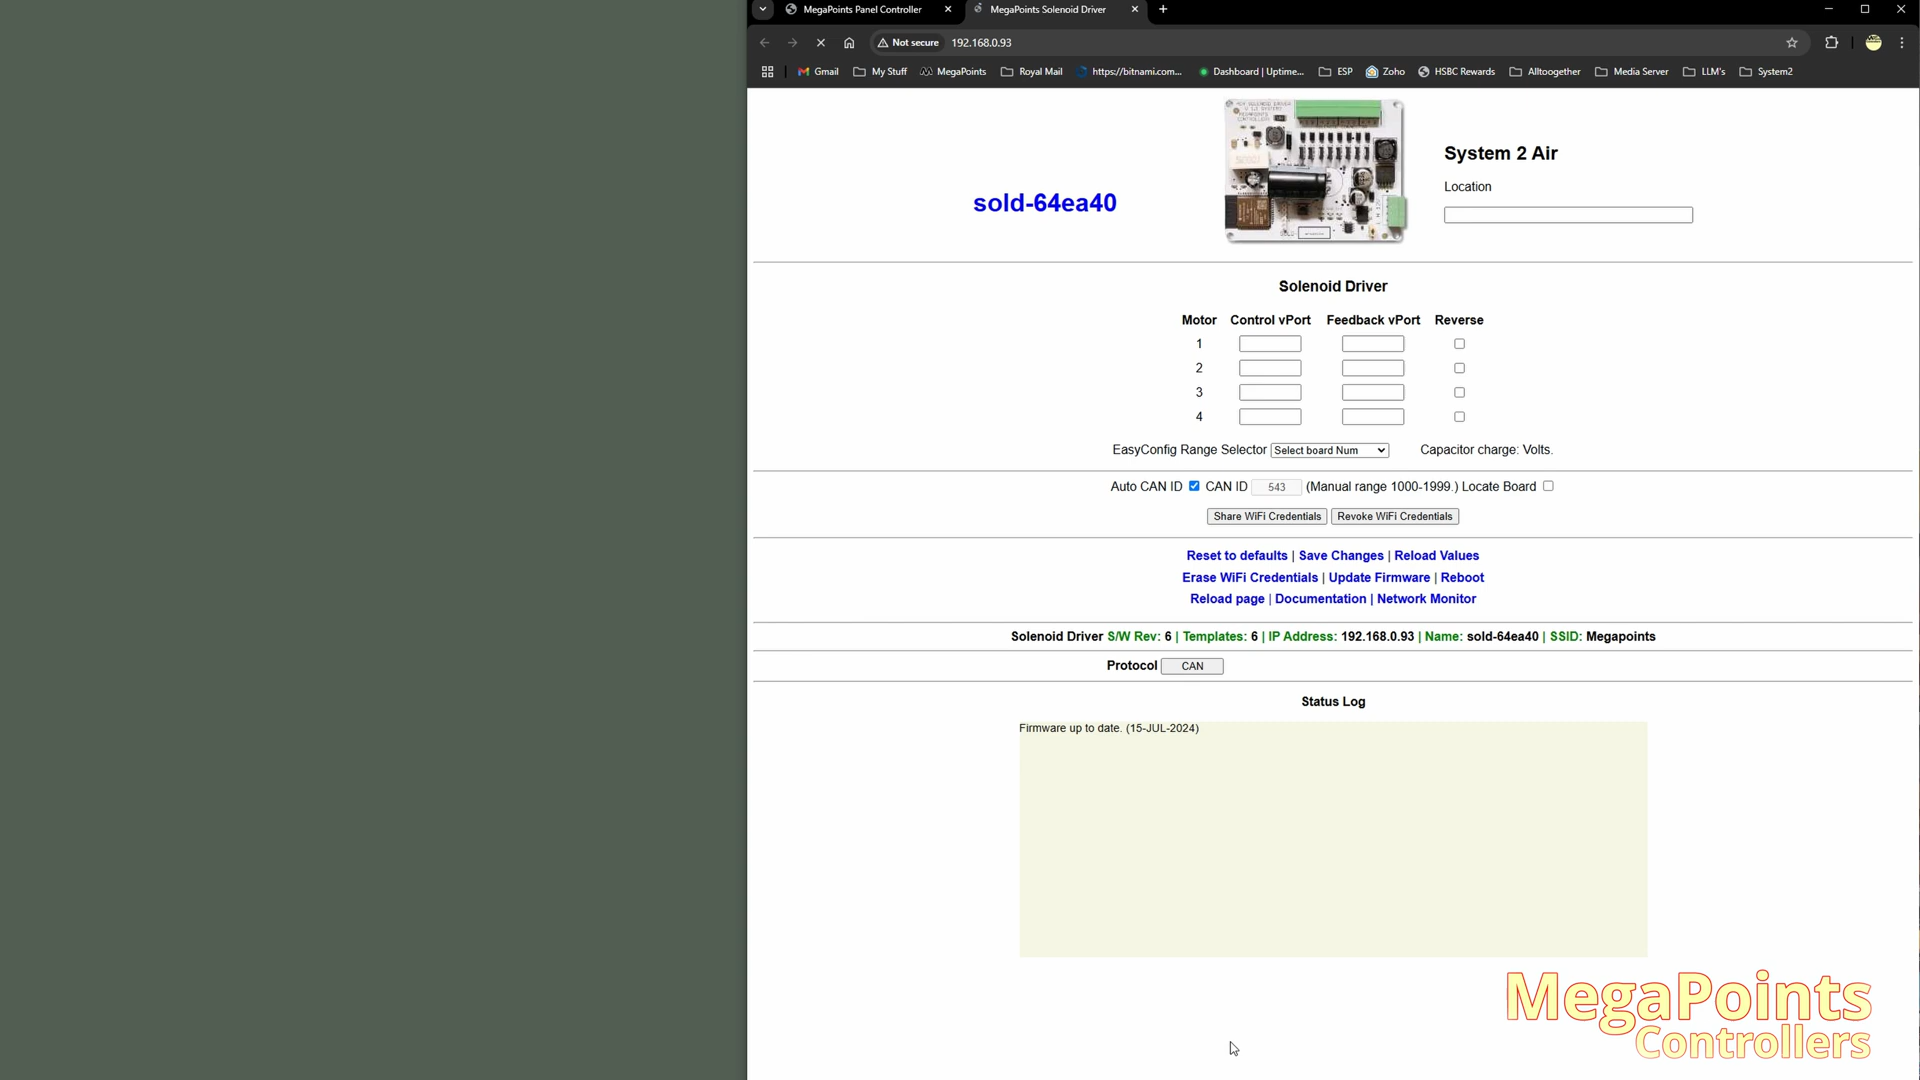 MegaPoints Panel Controller
MegaPoints Solenoid Driver
Not secure
192.168.0.93
Gmail
My Stuff
MegaPoints
Royal Mail
https://bitnami.com...
Dashboard | Uptime...
ESP
Zoho
HSBC Rewards
Alltoogether
Media Server
LLM's
System2
sold-64ea40
System 2 Air
Location
Solenoid Driver
Motor Control vPort Feedback vPort Reverse
1
2
3
4
EasyConfig Range Selector Select board Num Capacitor charge: Volts.
Auto CAN ID CAN ID 543 (Manual range 1000-1999.) Locate Board
Share WiFi Credentials Revoke WiFi Credentials
Reset to defaults | Save Changes | Reload Values
Erase WiFi Credentials | Update Firmware | Reboot
Reload page | Documentation | Network Monitor
Solenoid Driver S/W Rev: 6 | Templates: 6 | IP Address: 192.168.0.93 | Name: sold-64ea40 | SSID: Megapoints
Protocol CAN
Status Log
Firmware up to date. (15-JUL-2024)
MegaPoints
Controllers